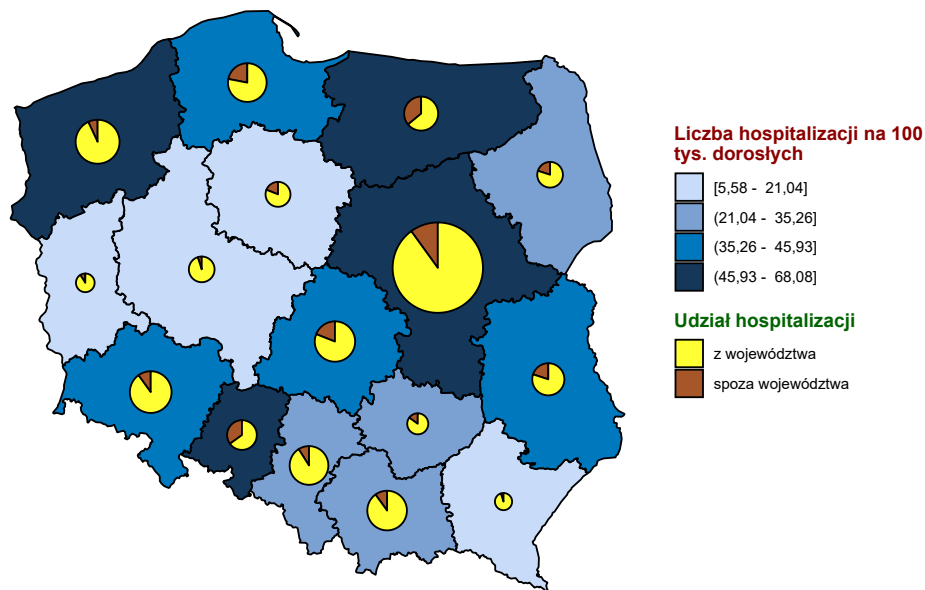 Liczba hospitalizacji na 100
tys. dorosłych
[5,58 - 21,04]
(21,04 - 35,26]
(35,26 - 45,93]
(45,93 - 68,08]
Udział hospitalizacji
z województwa
spoza województwa